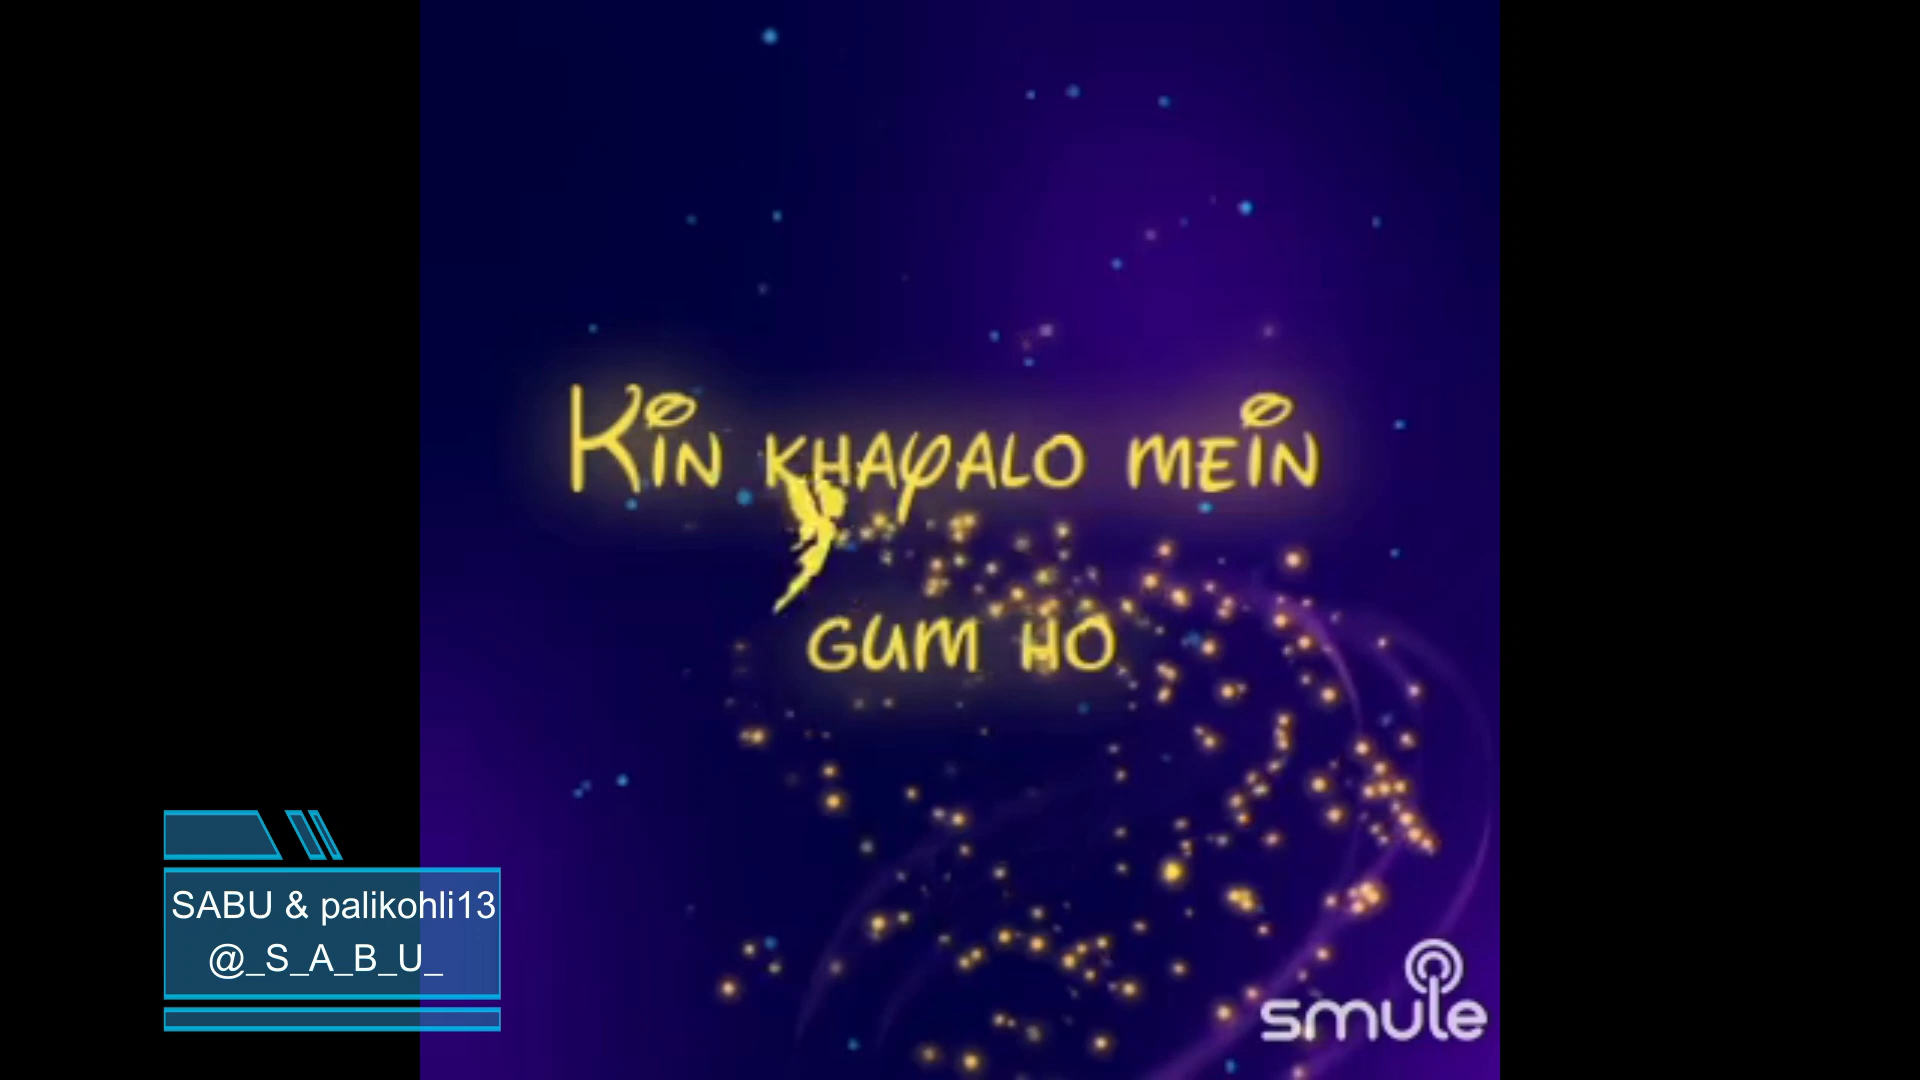 Kin khayalo mein
gum ho
SABU & palikohli13
@_S_A_B_U_
smule